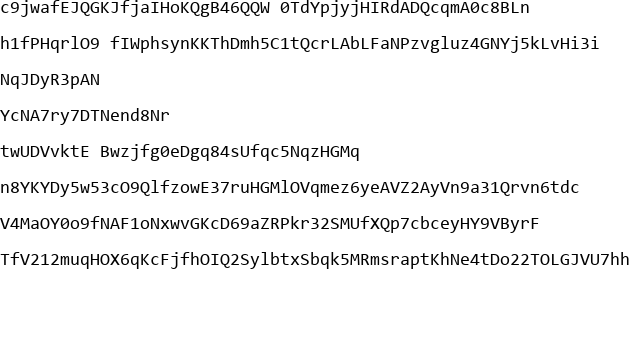 c9jwafEJQGKJfjaIHoKQgB46QQW 0TdYpjyjHIRdADQcqmA0c8BLn
h1fPHqrlO9 fIWphsynKKThDmh5C1tQcrLAbLFaNPzvgluz4GNYj5kLvHi3i
NqJDyR3pAN
YcNA7ry7DTNend8Nr
twUDVvktE Bwzjfg0eDgq84sUfqc5NqzHGMq
n8YKYDy5w53cO9QlfzowE37ruHGMlOVqmez6yeAVZ2AyVn9a31Qrvn6tdc
V4MaOY0o9fNAF1oNxwvGKcD69aZRPkr32SMUfXQp7cbceyHY9VByrF
TfV212muqHOX6qKcFjfhOIQ2SylbtxSbqk5MRmsraptKhNe4tDo22TOLGJVU7hh